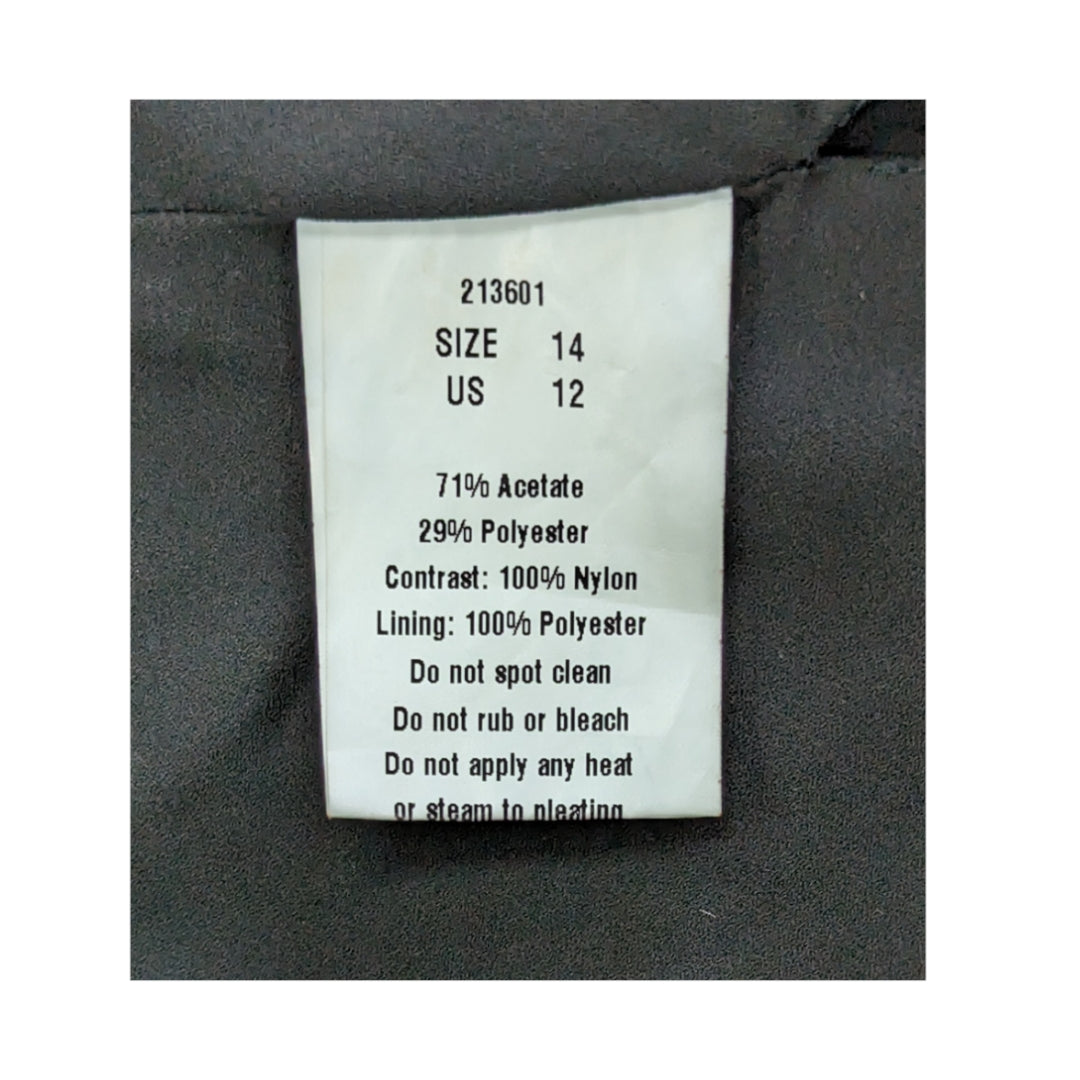 213601
SIZE 14
US 12
71% Acetate
29% Polyester
Contrast: 100% Nylon
Lining: 100% Polyester
Do not spot clean
Do not rub or bleach
Do not apply any heat
or steam to pleating